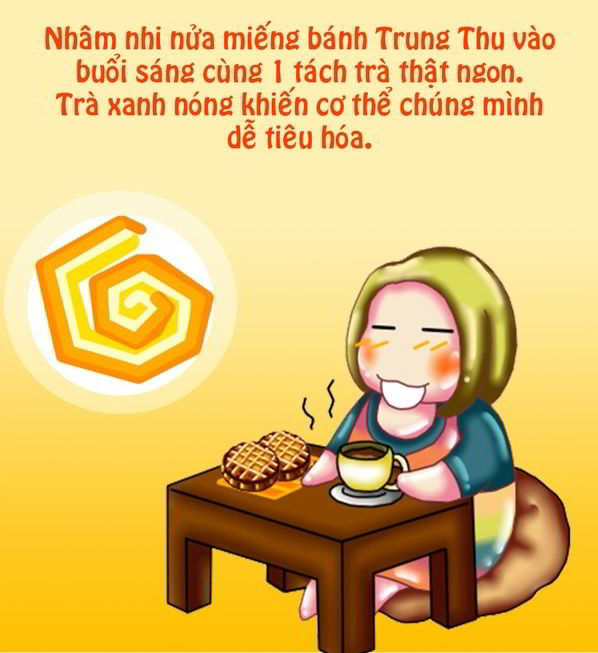 Nhâm nhi nửa miếng bánh Trung Thu vào
buổi sáng cùng 1 tách trà thật ngon.
Trà xanh nóng khiến cơ thể chúng mình
dễ tiêu hóa.